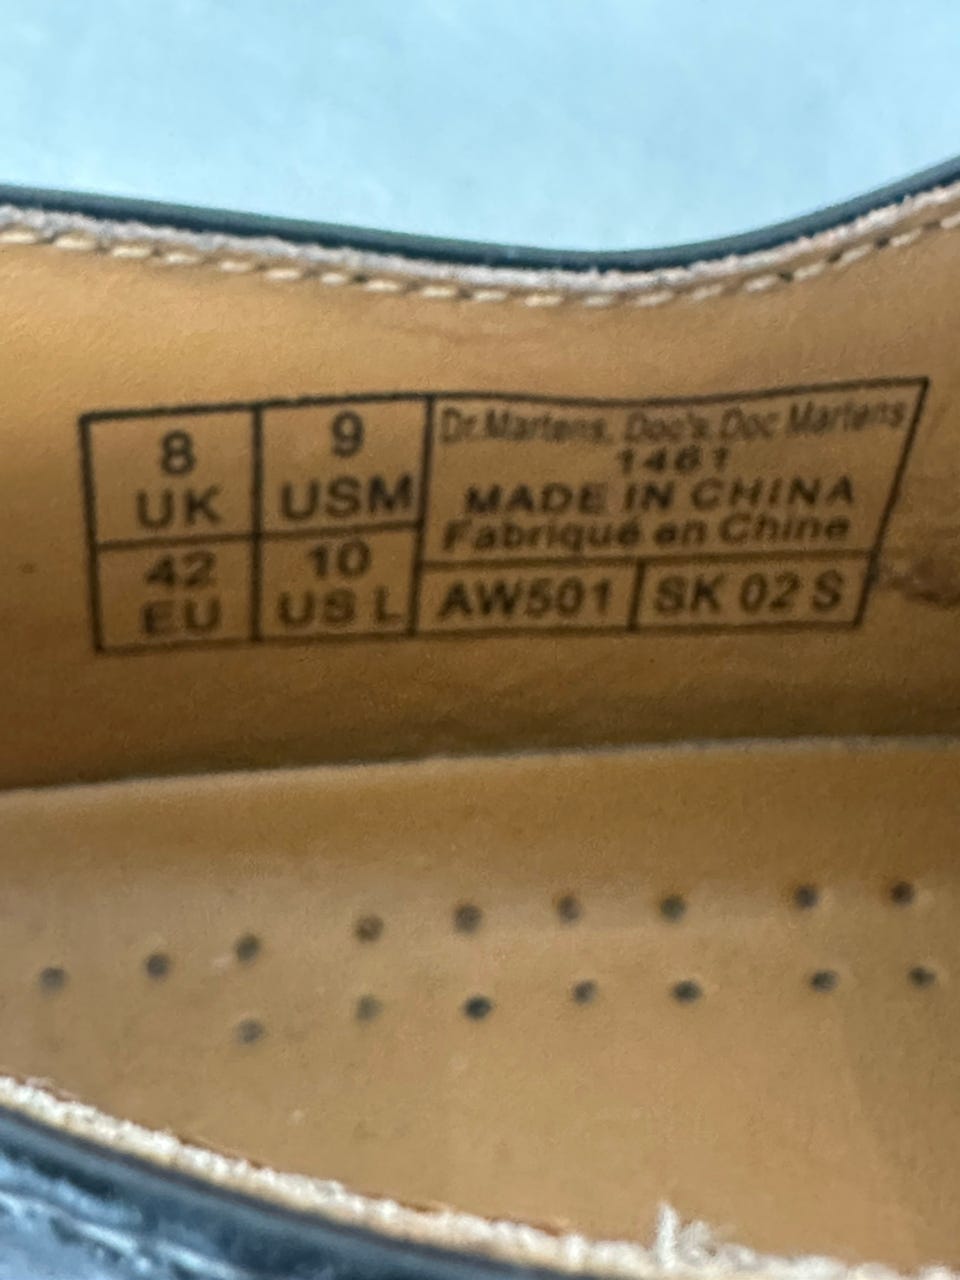 8
UK
9
USM
42
EU
10
US L
Dr.Martens, Doc's, Doc Martens
1461
MADE IN CHINA
Fabriqué en Chine
AW501
SK 02 S